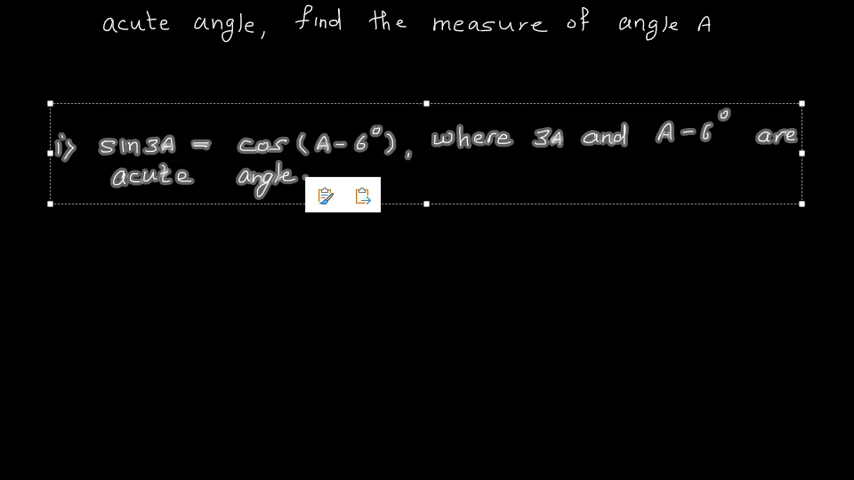 acute angle, find the measure of angle A
i> sin3A = cos(A-6°), where 3A and A-6° are
acute angle.